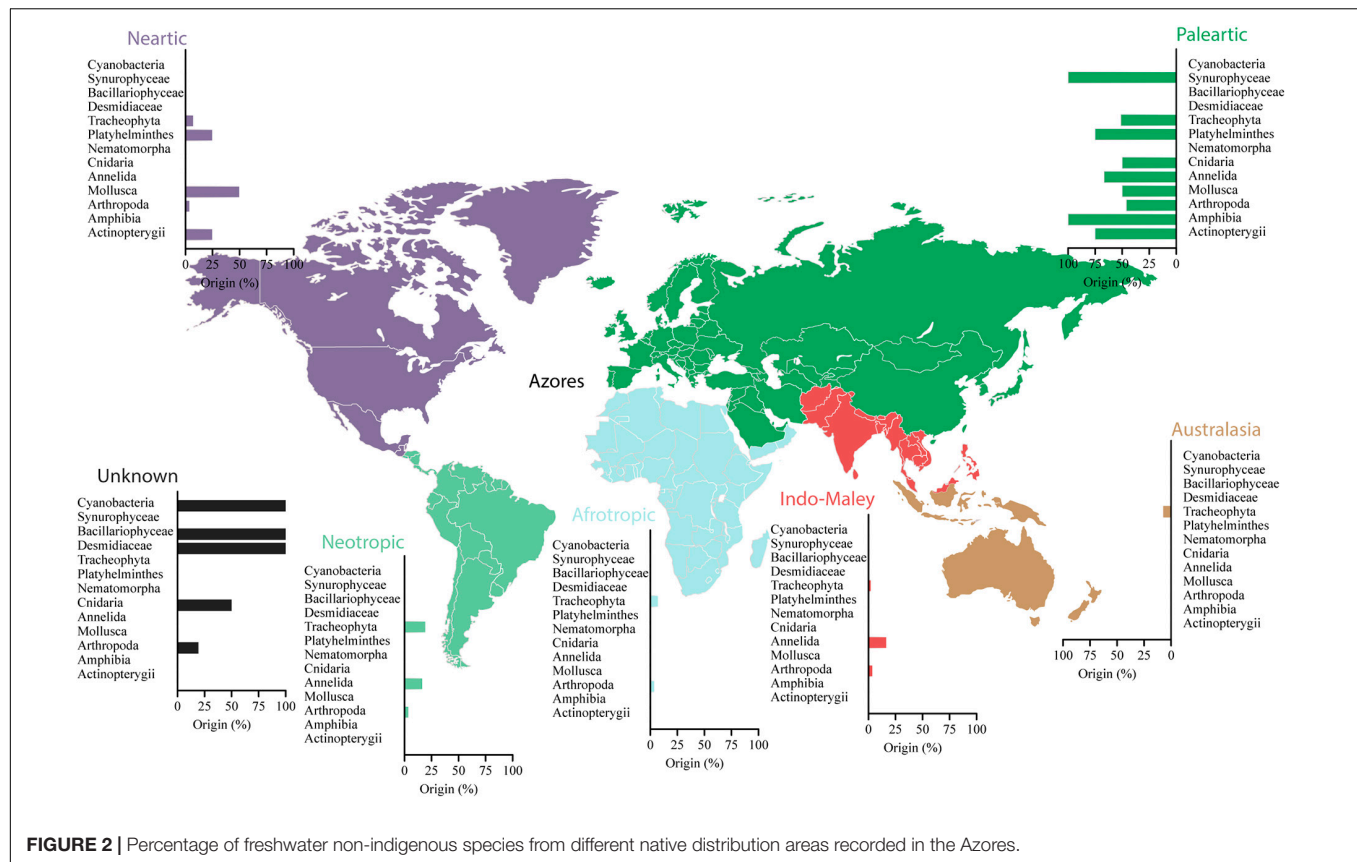 Neartic
Cyanobacteria
Synurophyceae
Bacillariophyceae
Desmidiaceae
Tracheophyta
Platyhelminthes
Nematomorpha
Cnidaria
Annelida
Mollusca
Arthropoda
Amphibia
Actinopterygii
0 25 50 75 100
Origin (%)
Paleartic
Cyanobacteria
Synurophyceae
Bacillariophyceae
Desmidiaceae
Tracheophyta
Platyhelminthes
Nematomorpha
Cnidaria
Annelida
Mollusca
Arthropoda
Amphibia
Actinopterygii
100 75 50 25 0
Origin (%)
Azores
Unknown
Cyanobacteria
Synurophyceae
Bacillariophyceae
Desmidiaceae
Tracheophyta
Platyhelminthes
Nematomorpha
Cnidaria
Annelida
Mollusca
Arthropoda
Amphibia
Actinopterygii
0 25 50 75 100
Origin (%)
Neotropic
Cyanobacteria
Synurophyceae
Bacillariophyceae
Desmidiaceae
Tracheophyta
Platyhelminthes
Nematomorpha
Cnidaria
Annelida
Mollusca
Arthropoda
Amphibia
Actinopterygii
0 25 50 75 100
Origin (%)
Afrotropic
Cyanobacteria
Synurophyceae
Bacillariophyceae
Desmidiaceae
Tracheophyta
Platyhelminthes
Nematomorpha
Cnidaria
Annelida
Mollusca
Arthropoda
Amphibia
Actinopterygii
0 25 50 75 100
Origin (%)
Indo-Maley
Cyanobacteria
Synurophyceae
Bacillariophyceae
Desmidiaceae
Tracheophyta
Platyhelminthes
Nematomorpha
Cnidaria
Annelida
Mollusca
Arthropoda
Amphibia
Actinopterygii
0 25 50 75 100
Origin (%)
Australasia
Cyanobacteria
Synurophyceae
Bacillariophyceae
Desmidiaceae
Tracheophyta
Platyhelminthes
Nematomorpha
Cnidaria
Annelida
Mollusca
Arthropoda
Amphibia
Actinopterygii
100 75 50 25 0
Origin (%)
FIGURE 2 | Percentage of freshwater non-indigenous species from different native distribution areas recorded in the Azores.